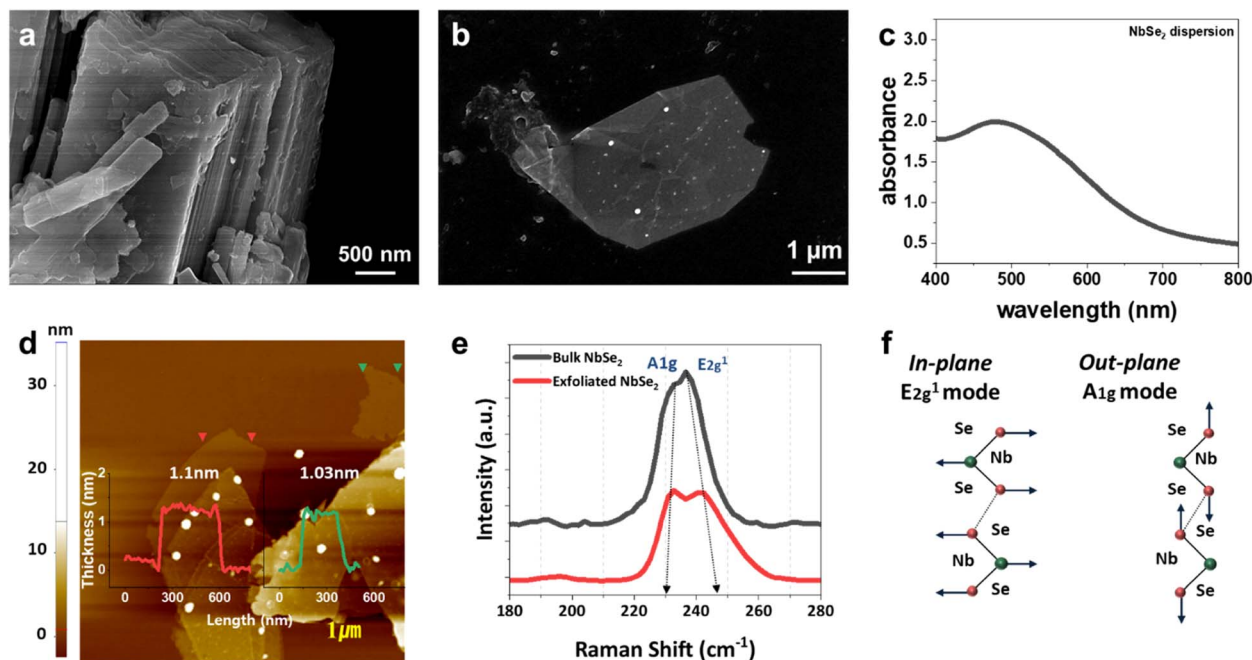 a
500 nm
b
1 µm
c
NbSe₂ dispersion
absorbance
3.0
2.5
2.0
1.5
1.0
0.5
400 500 600 700 800
wavelength (nm)
d
nm
30
20
10
0
1.1nm
1.03nm
Thickness (nm)
2
1
0
0 300 600 0 300 600
Length (nm)
1µm
e
Bulk NbSe₂
Exfoliated NbSe₂
A1g
E2g¹
Intensity (a.u.)
180 200 220 240 260 280
Raman Shift (cm⁻¹)
f
In-plane
E2g¹ mode
Se
Nb
Se
Se
Nb
Se
Out-plane
A1g mode
Se
Nb
Se
Se
Nb
Se